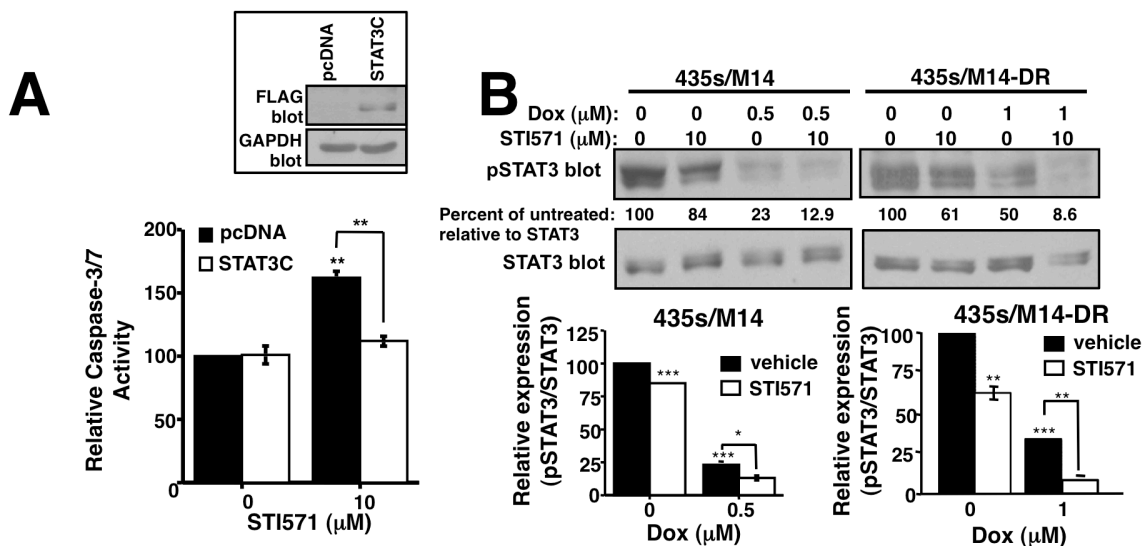 A
pcDNA
STAT3C
FLAG
blot
GAPDH
blot
Relative Caspase-3/7
Activity
200
150
100
50
0
pcDNA
STAT3C
**
**
0
10
STI571 (μM)
B
435s/M14
435s/M14-DR
Dox (μM): 0 0 0.5 0.5 0 0 1 1
STI571 (μM): 0 10 0 10 0 10 0 10
pSTAT3 blot
Percent of untreated: 100 84 23 12.9 100 61 50 8.6
relative to STAT3
STAT3 blot
435s/M14
Relative expression
(pSTAT3/STAT3)
125
100
75
50
25
0
vehicle
STI571
***
***
*
0
0.5
Dox (μM)
435s/M14-DR
Relative expression
(pSTAT3/STAT3)
100
75
50
25
0
vehicle
STI571
**
***
**
0
1
Dox (μM)